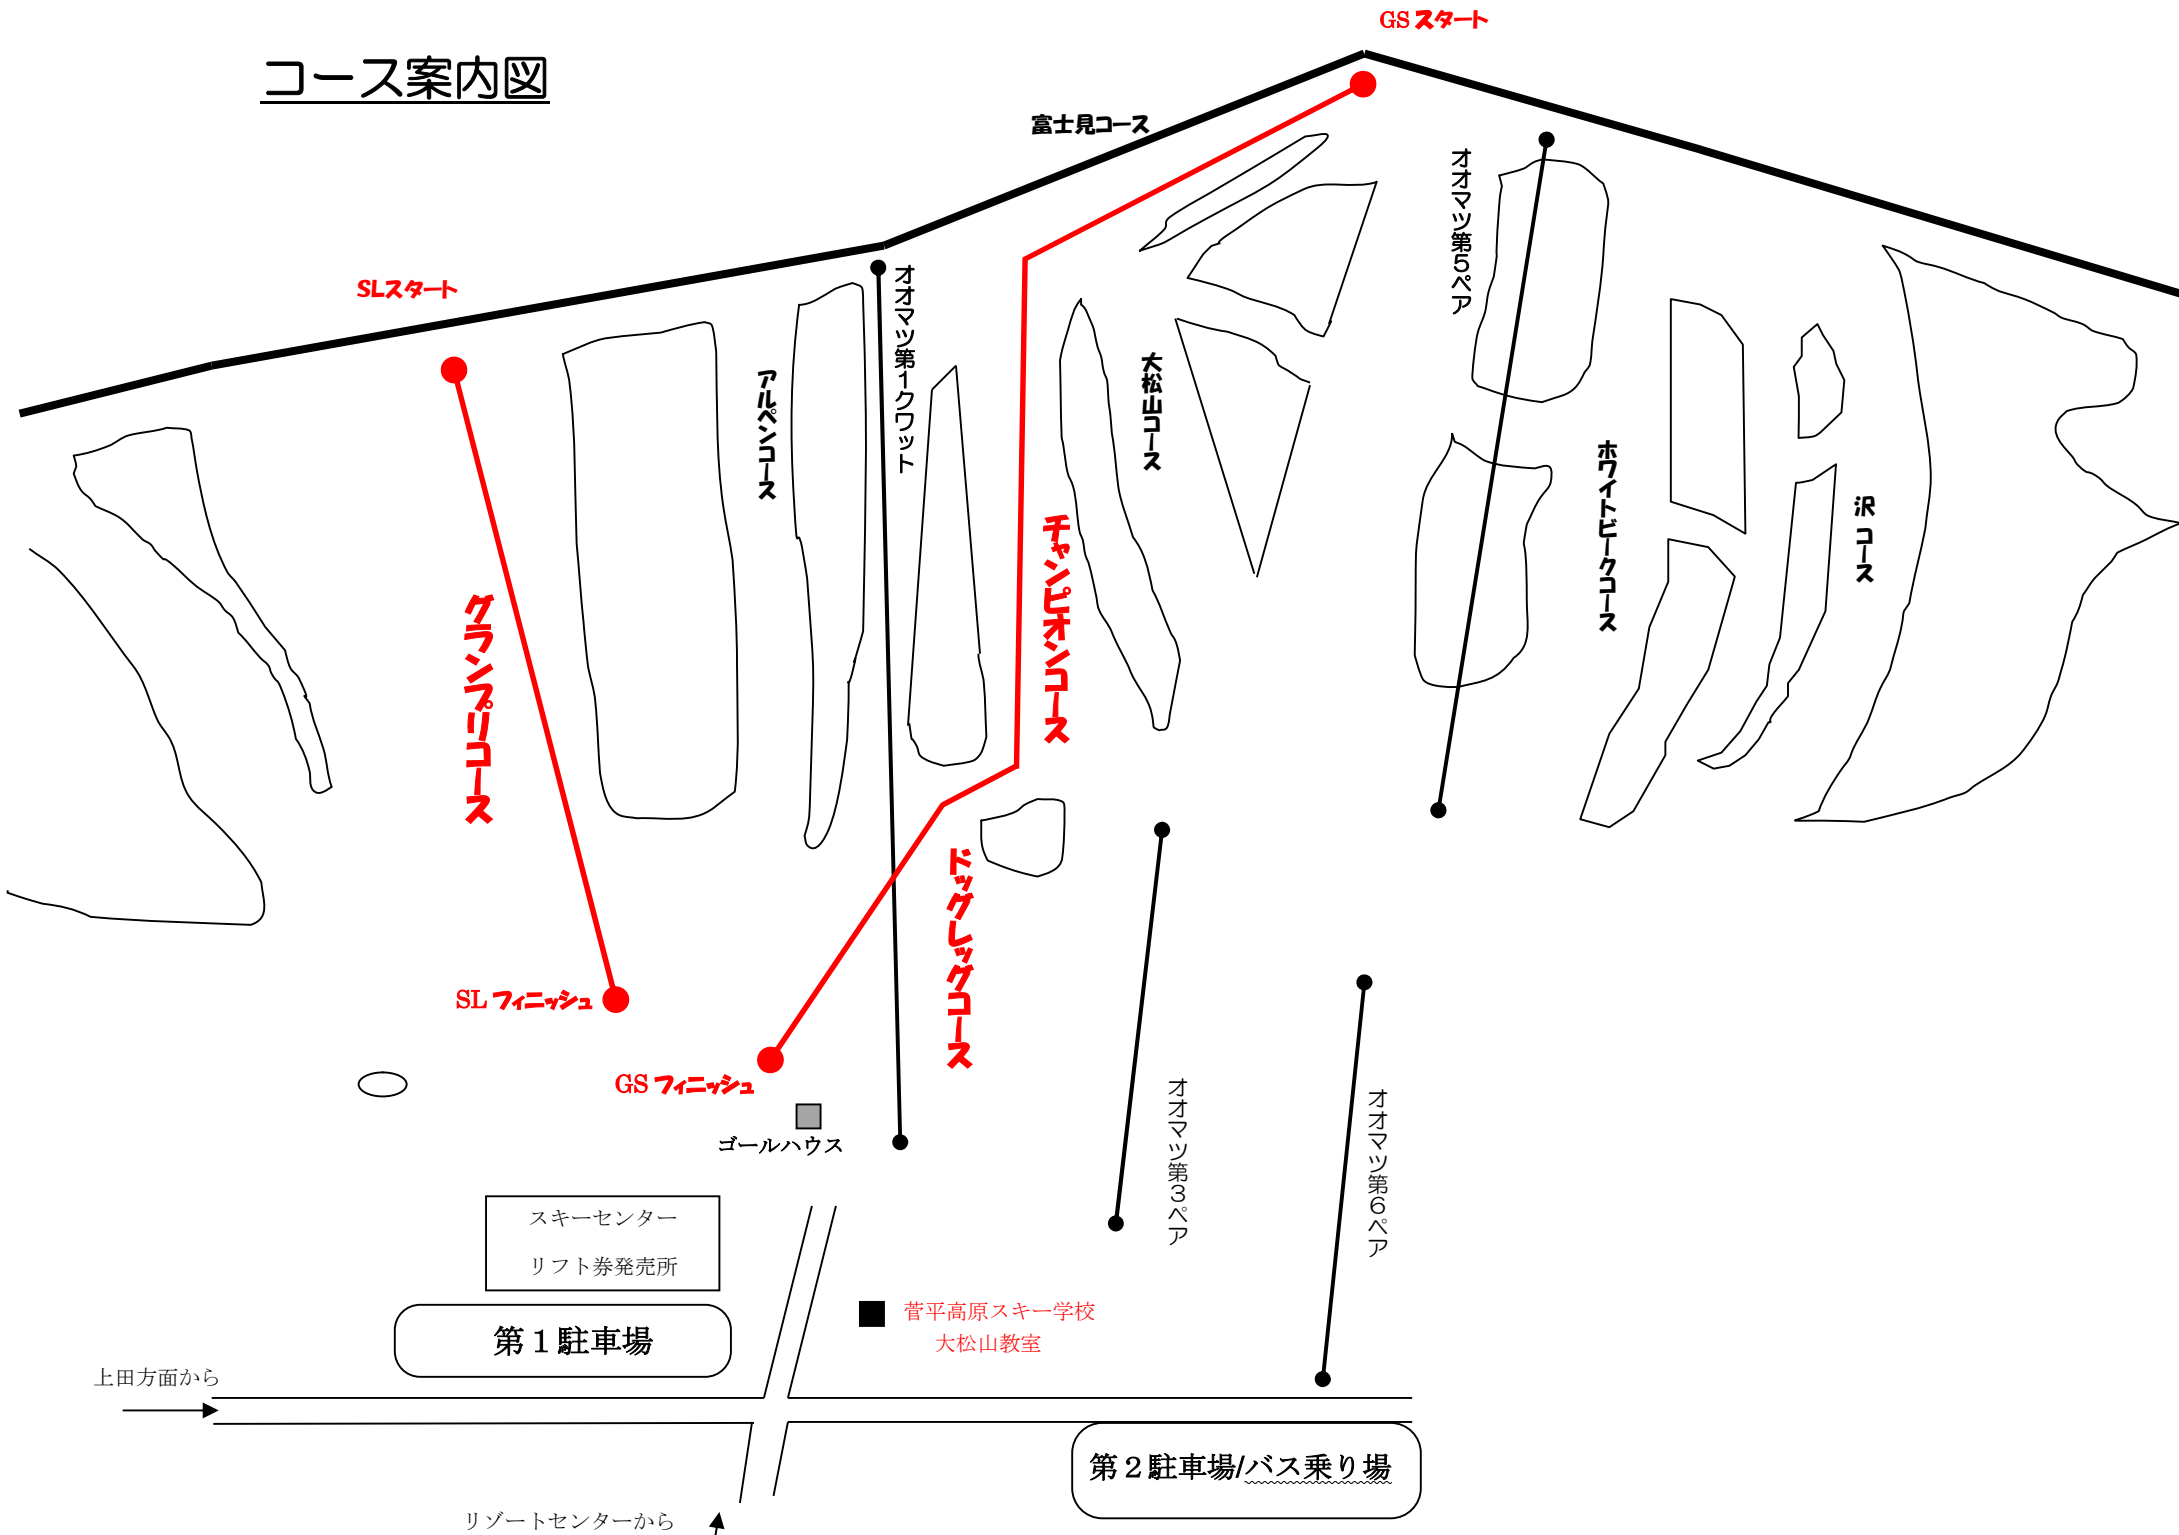 GS スタート
コース案内図
富士見コース
オオマツ第5ペア
SLスタート
オオマツ第1クワット
アルペンコース
大松山コース
ホワイトピークコース
沢 コース
チャンピオンコース
グランプリコース
ドッグレッグコース
SL フィニッシュ
GS フィニッシュ
ゴールハウス
オオマツ第3ペア
オオマツ第6ペア
スキーセンター
リフト券発売所
菅平高原スキー学校
大松山教室
第1駐車場
上田方面から
第2駐車場/バス乗り場
リゾートセンターから